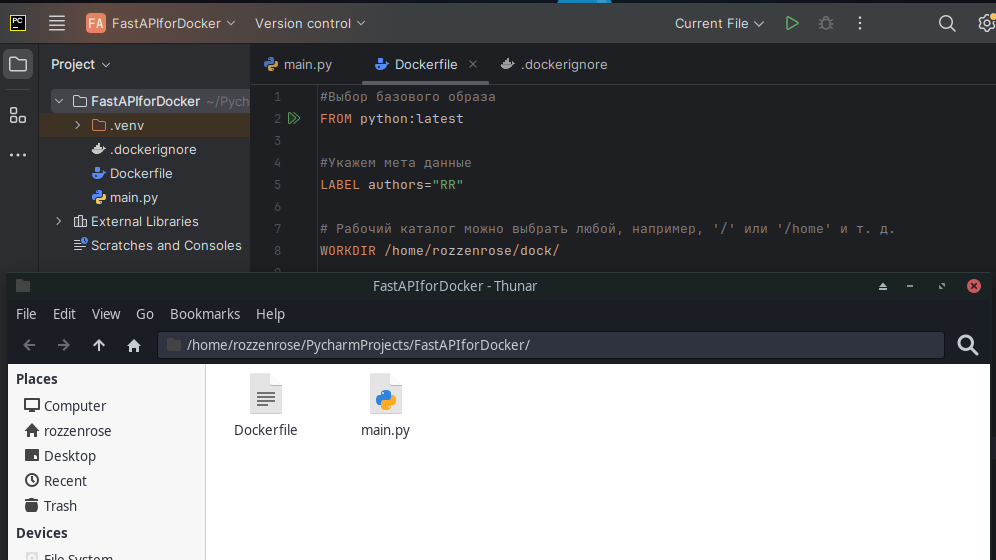 PC
FA FastAPIforDocker Version control Current File
Project
main.py Dockerfile .dockerignore
FastAPIforDocker ~/Pych
.venv
.dockerignore
Dockerfile
main.py
External Libraries
Scratches and Consoles
1 #Выбор базового образа
2 FROM python:latest
3
4 #Укажем мета данные
5 LABEL authors="RR"
6
7 # Рабочий каталог можно выбрать любой, например, '/' или '/home' и т. д.
8 WORKDIR /home/rozzenrose/dock/
FastAPIforDocker - Thunar
File Edit View Go Bookmarks Help
/home/rozzenrose/PycharmProjects/FastAPIforDocker/
Places
Computer
rozzenrose
Desktop
Recent
Trash
Devices
File System
Dockerfile main.py